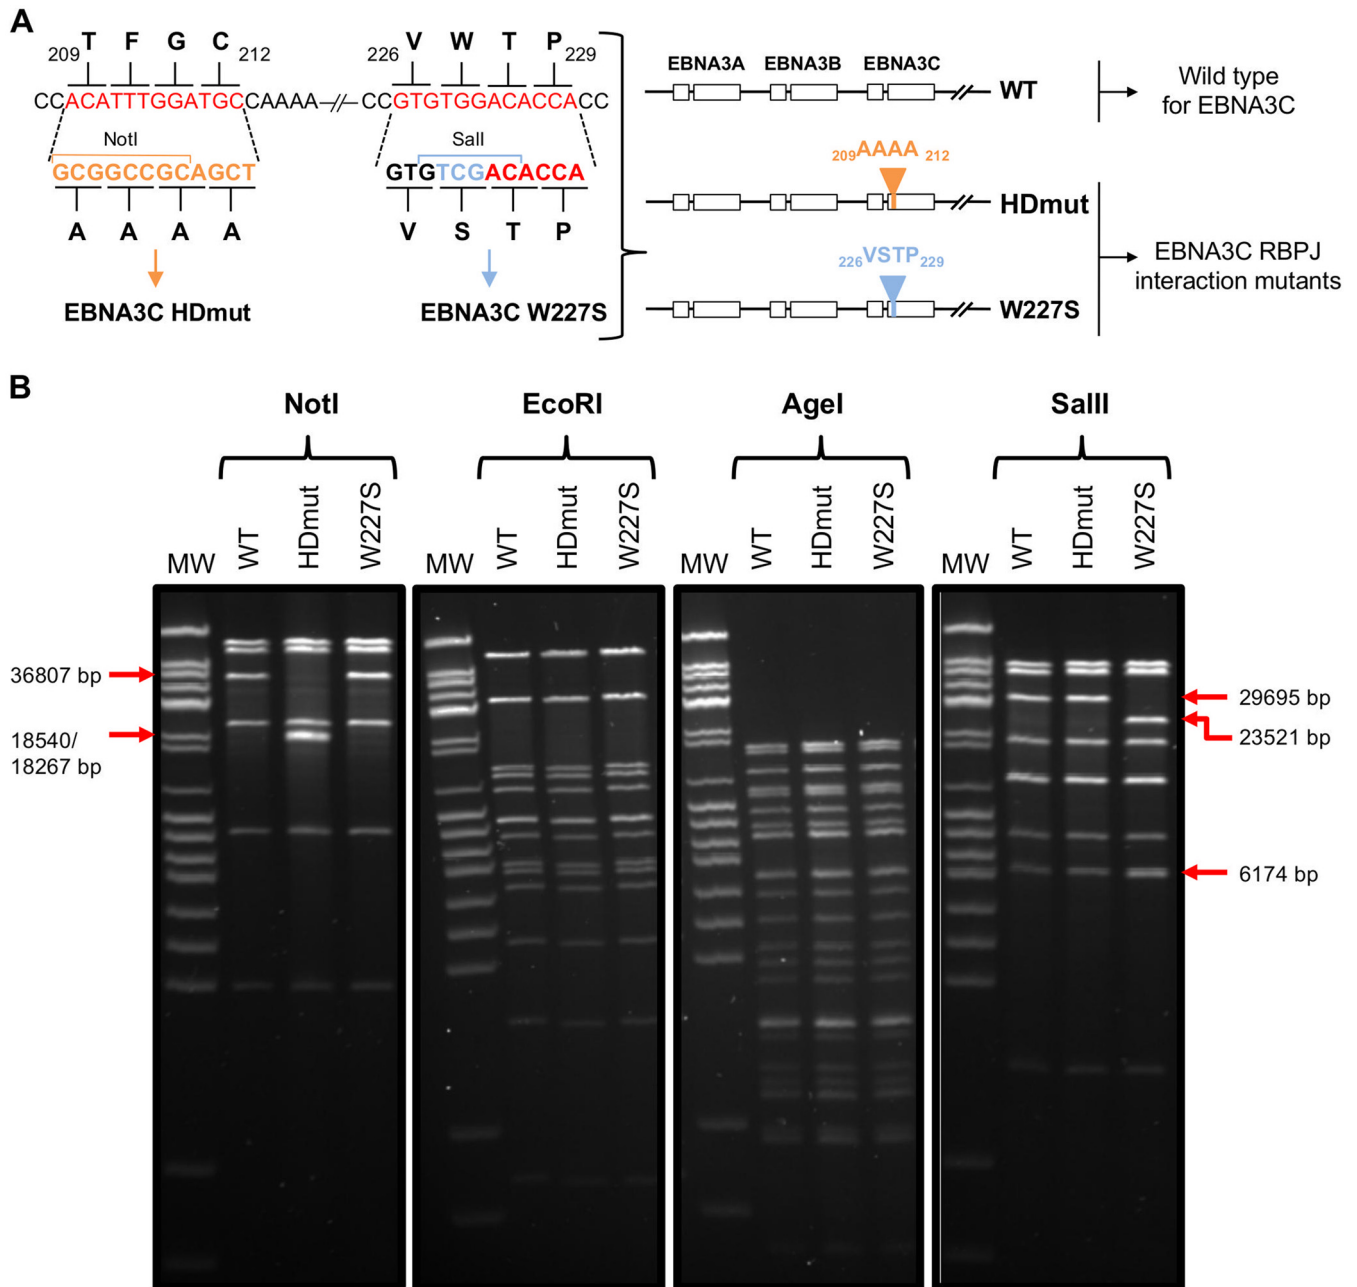 A
T F G C
209 212
V W T P
226 229
CCACATTTGGATGCCAAAA
CCGTGTGGACACCACC
NotI
SalI
GCGGCCGCAGCT
GTGTCGACACCA
A A A A
V S T P
EBNA3C HDmut
EBNA3C W227S
EBNA3A EBNA3B EBNA3C
WT
Wild type
for EBNA3C
209AAAA 212
HDmut
226VSTP229
W227S
EBNA3C RBPJ
interaction mutants
B
NotI
EcoRI
AgeI
SalII
MW WT HDmut W227S
MW WT HDmut W227S
WT HDmut W227S
MW WT HDmut W227S
36807 bp
18540/
18267 bp
29695 bp
23521 bp
6174 bp